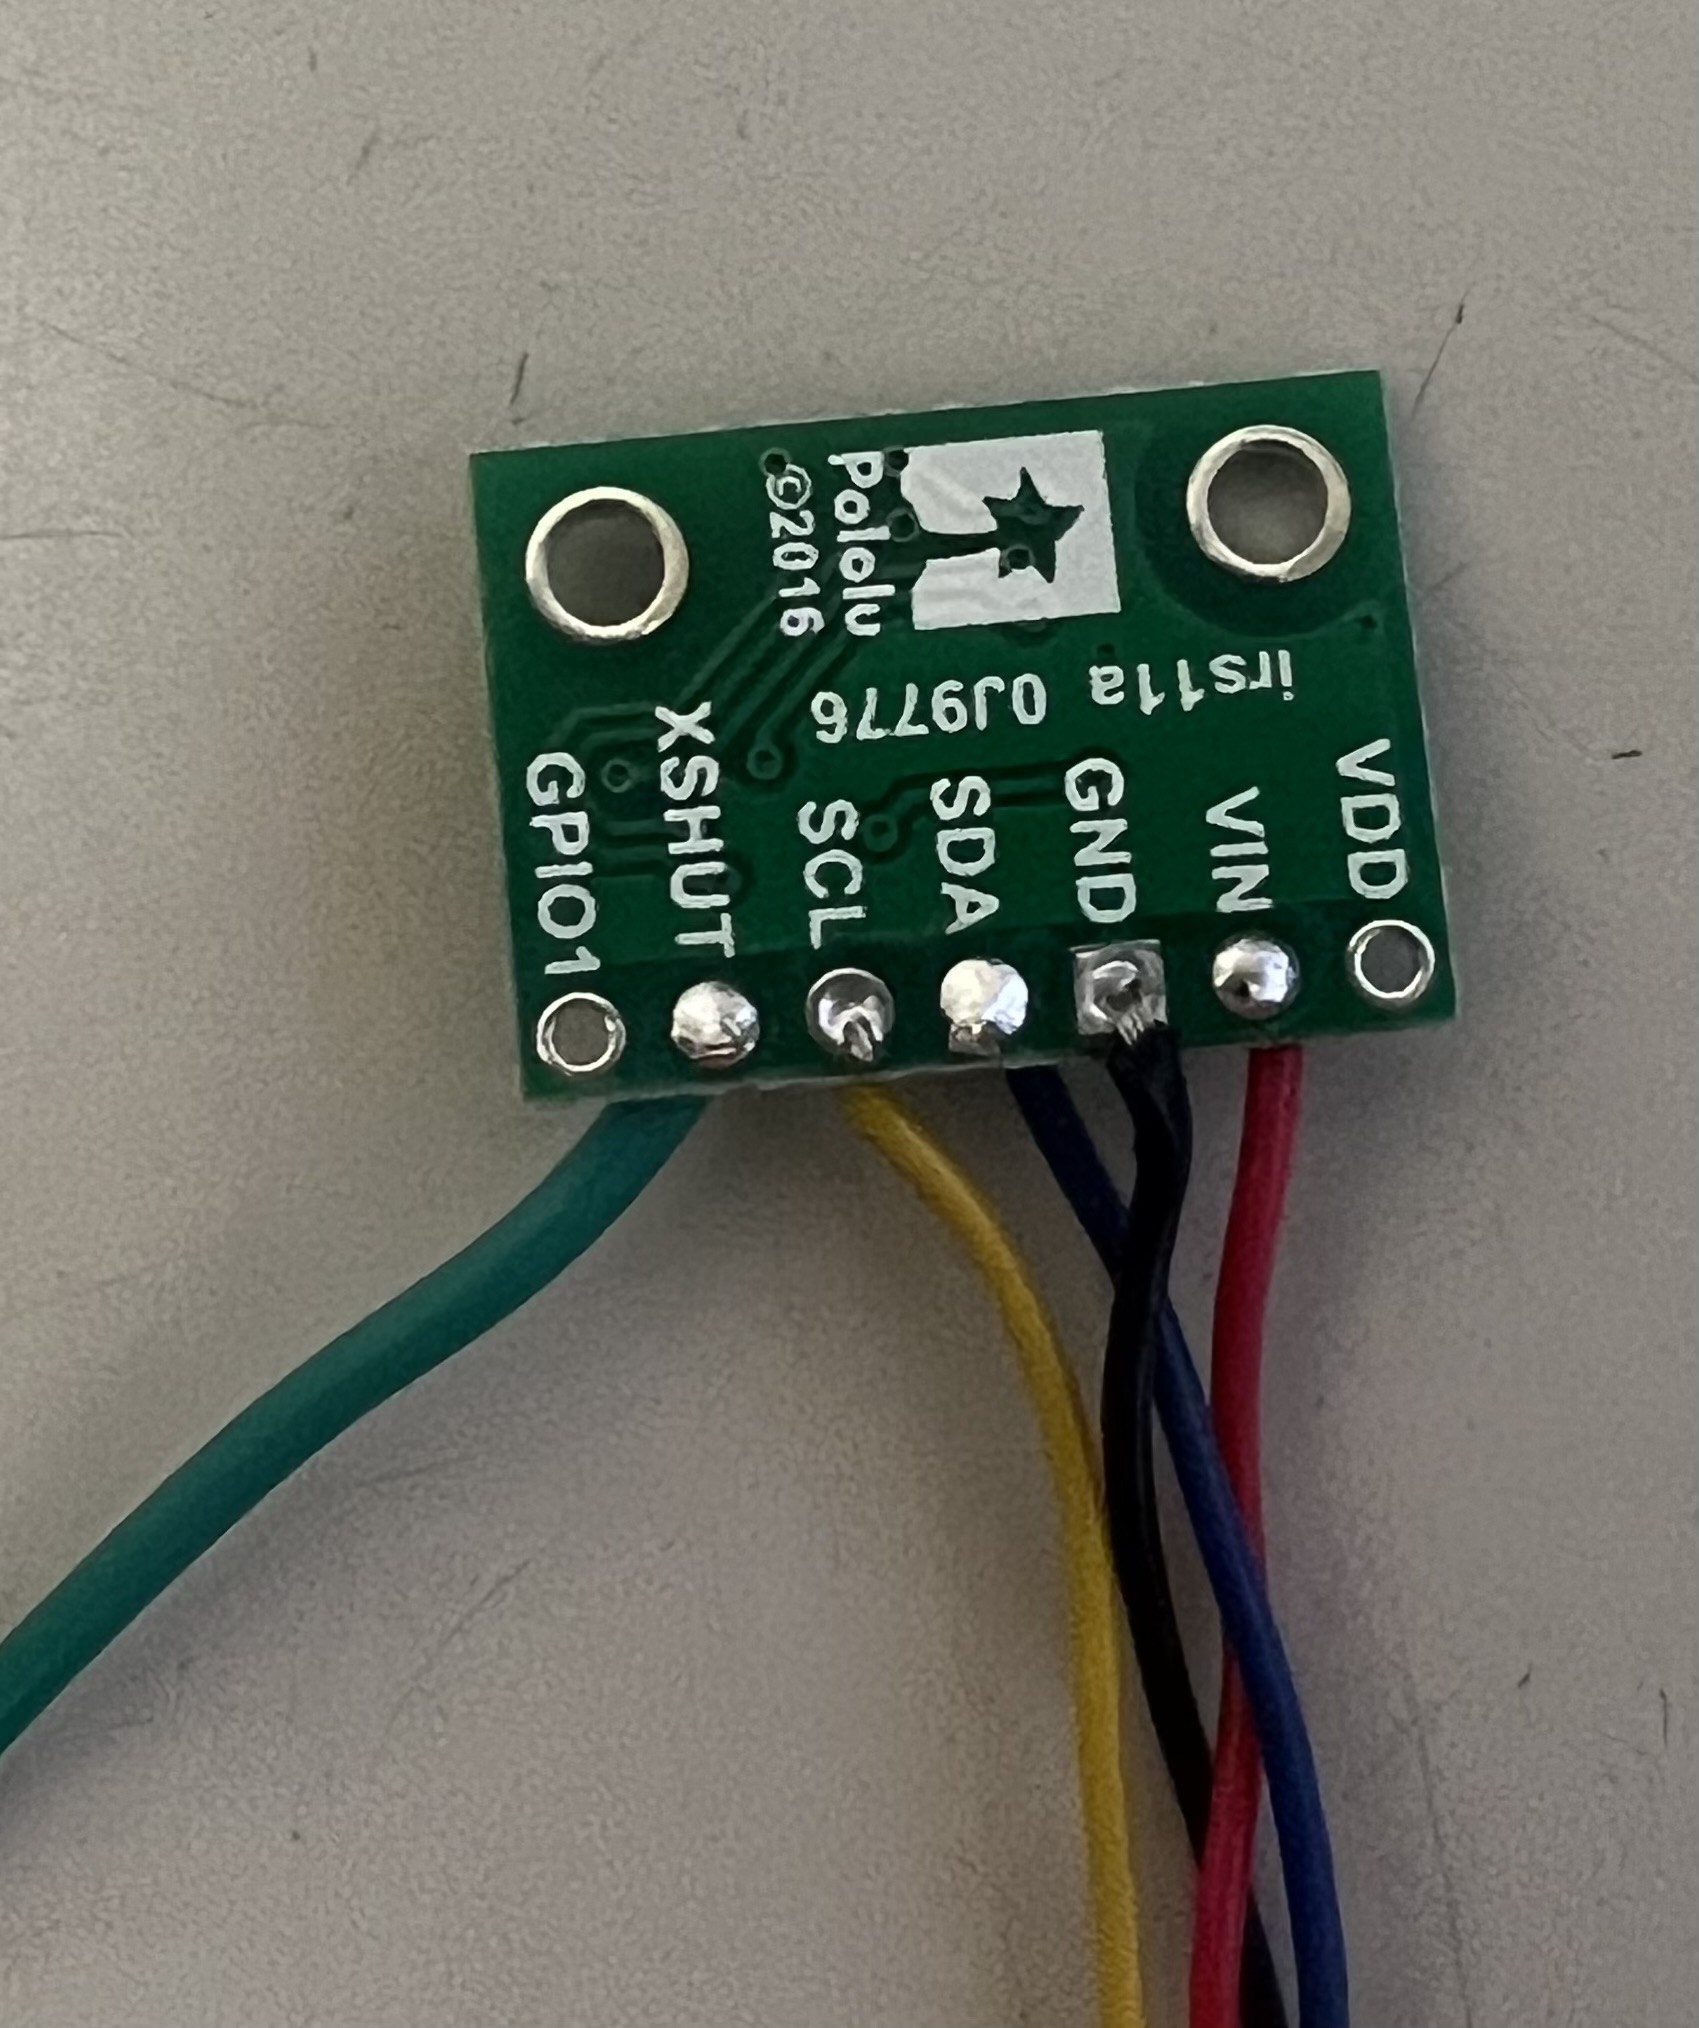 Pololu
©2016
irs11a 0J9776
GPIO1
XSHUT
SCL
SDA
GND
VIN
VDD